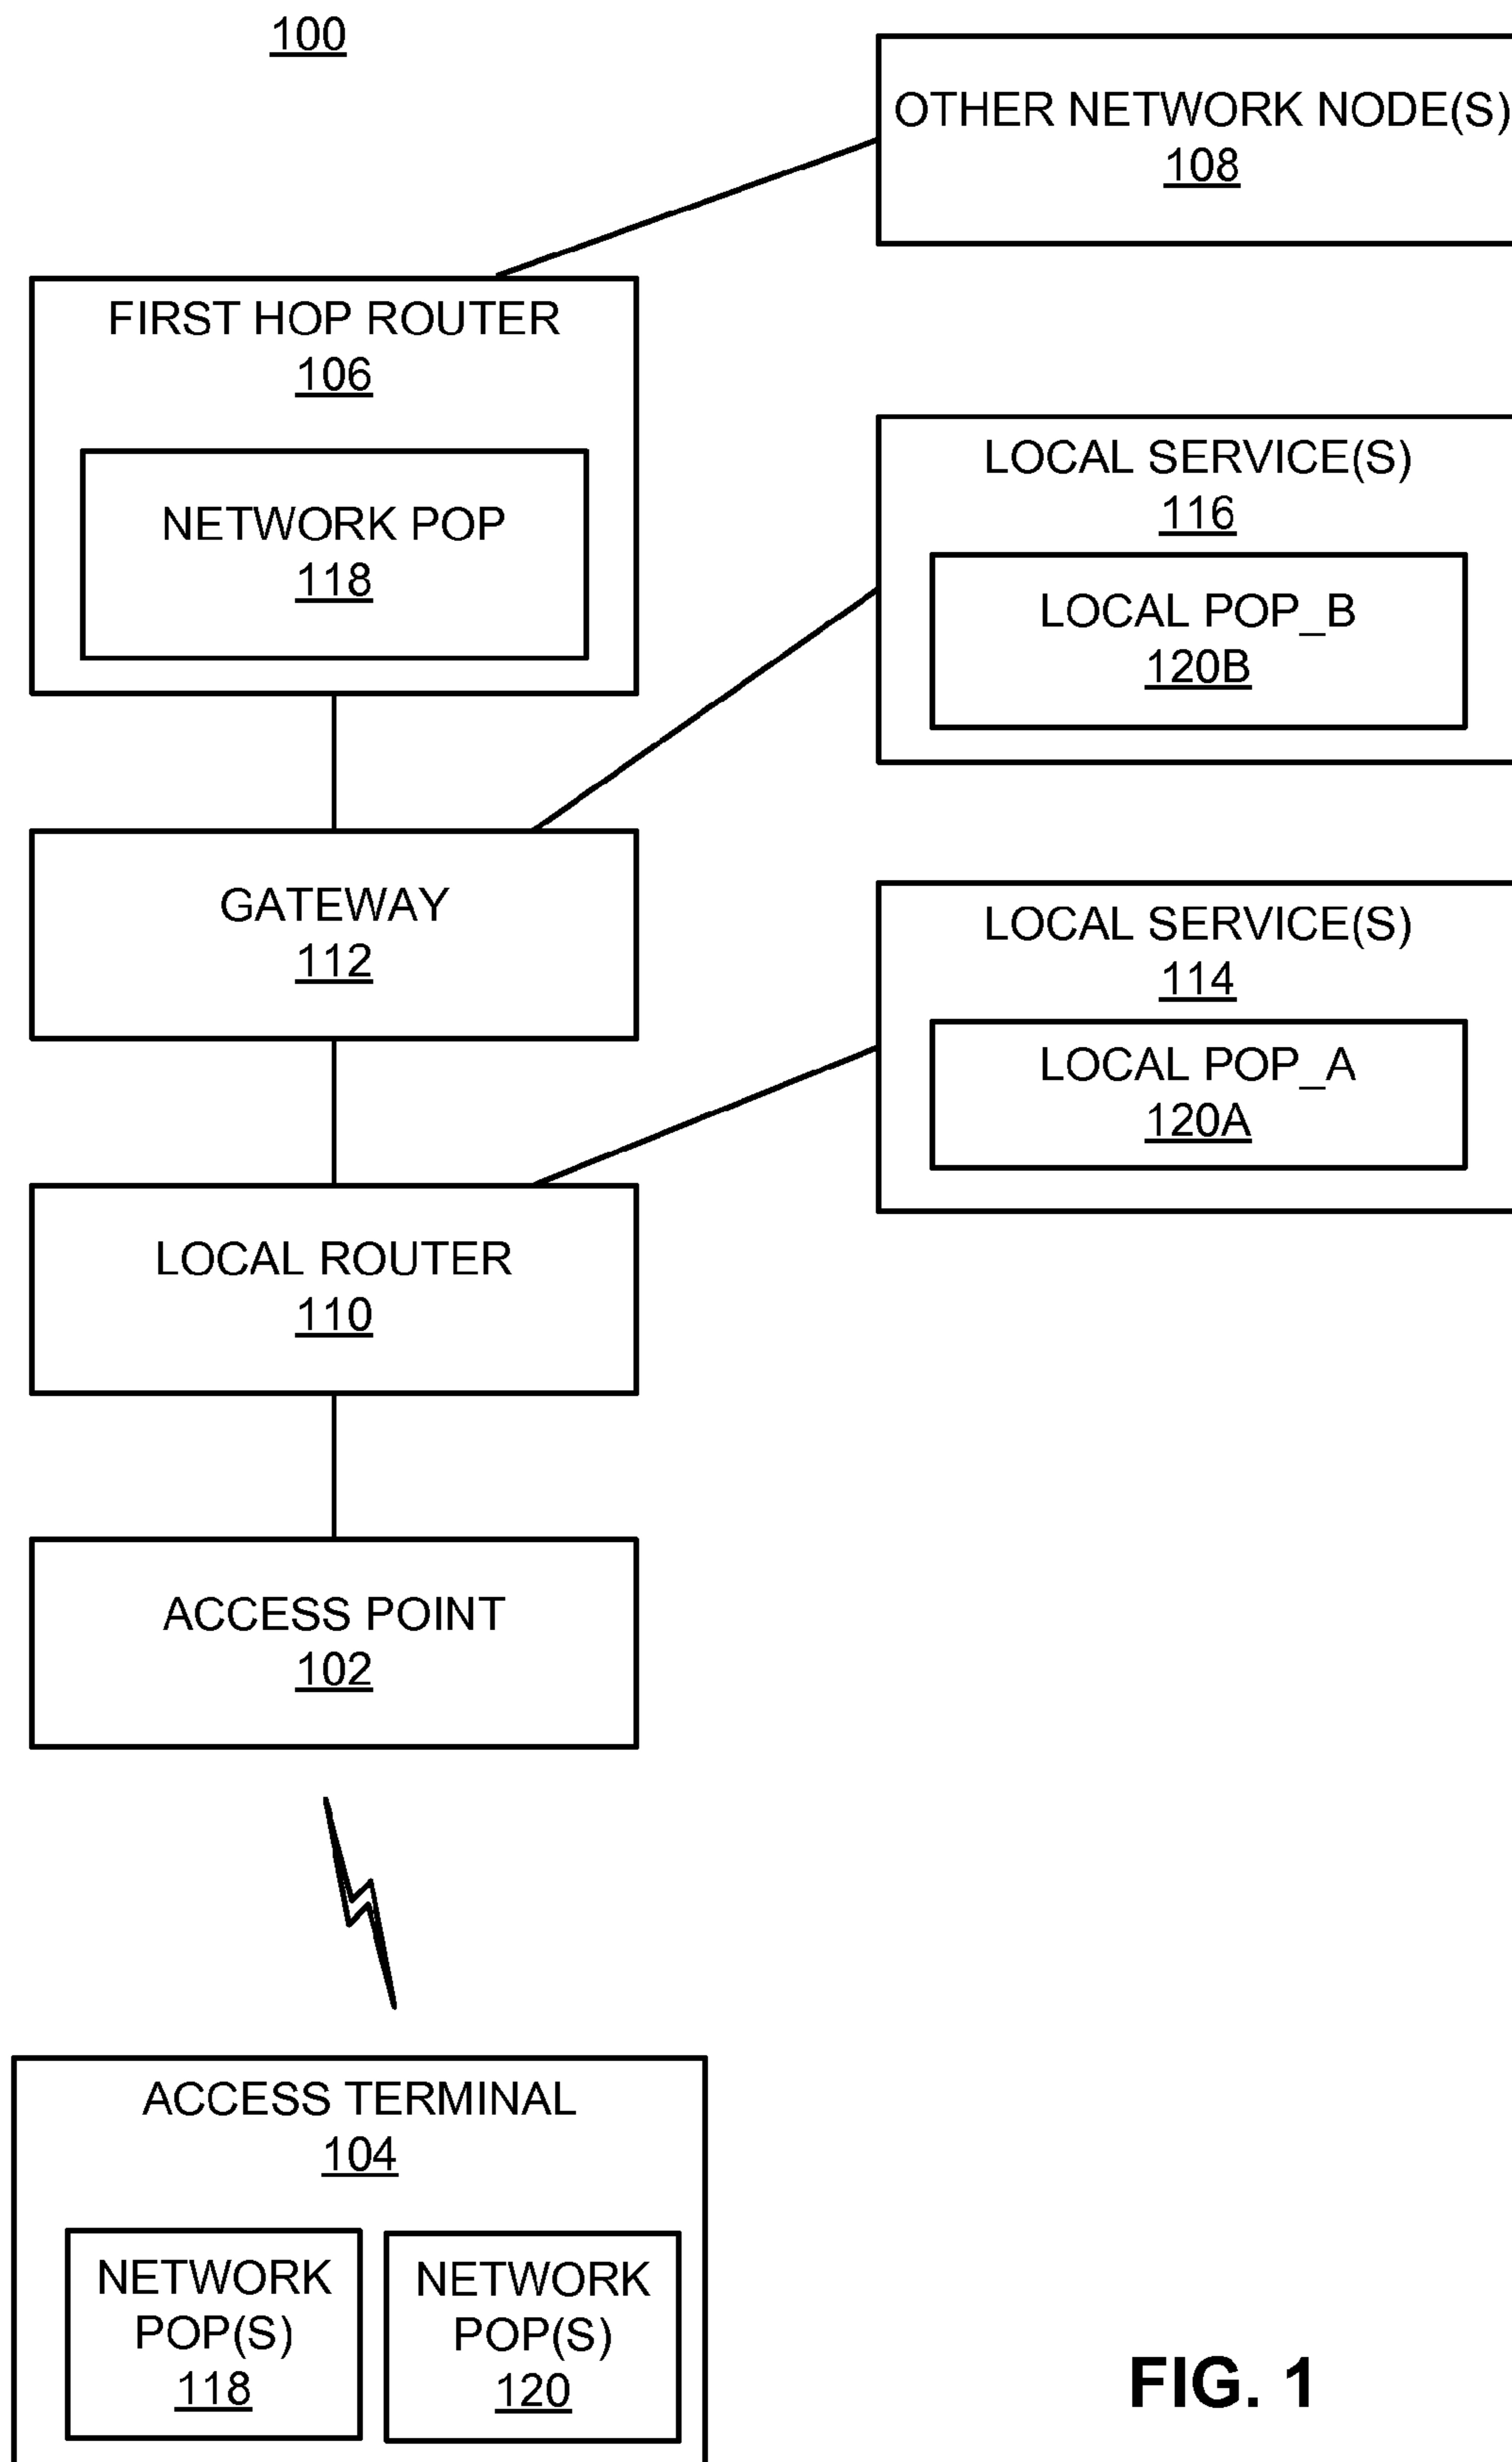 100
OTHER NETWORK NODE(S)
108
FIRST HOP ROUTER
106
NETWORK POP
118
LOCAL SERVICE(S)
116
LOCAL POP_B
120B
GATEWAY
112
LOCAL SERVICE(S)
114
LOCAL POP_A
120A
LOCAL ROUTER
110
ACCESS POINT
102
ACCESS TERMINAL
104
NETWORK
POP(S)
118
NETWORK
POP(S)
120
FIG. 1